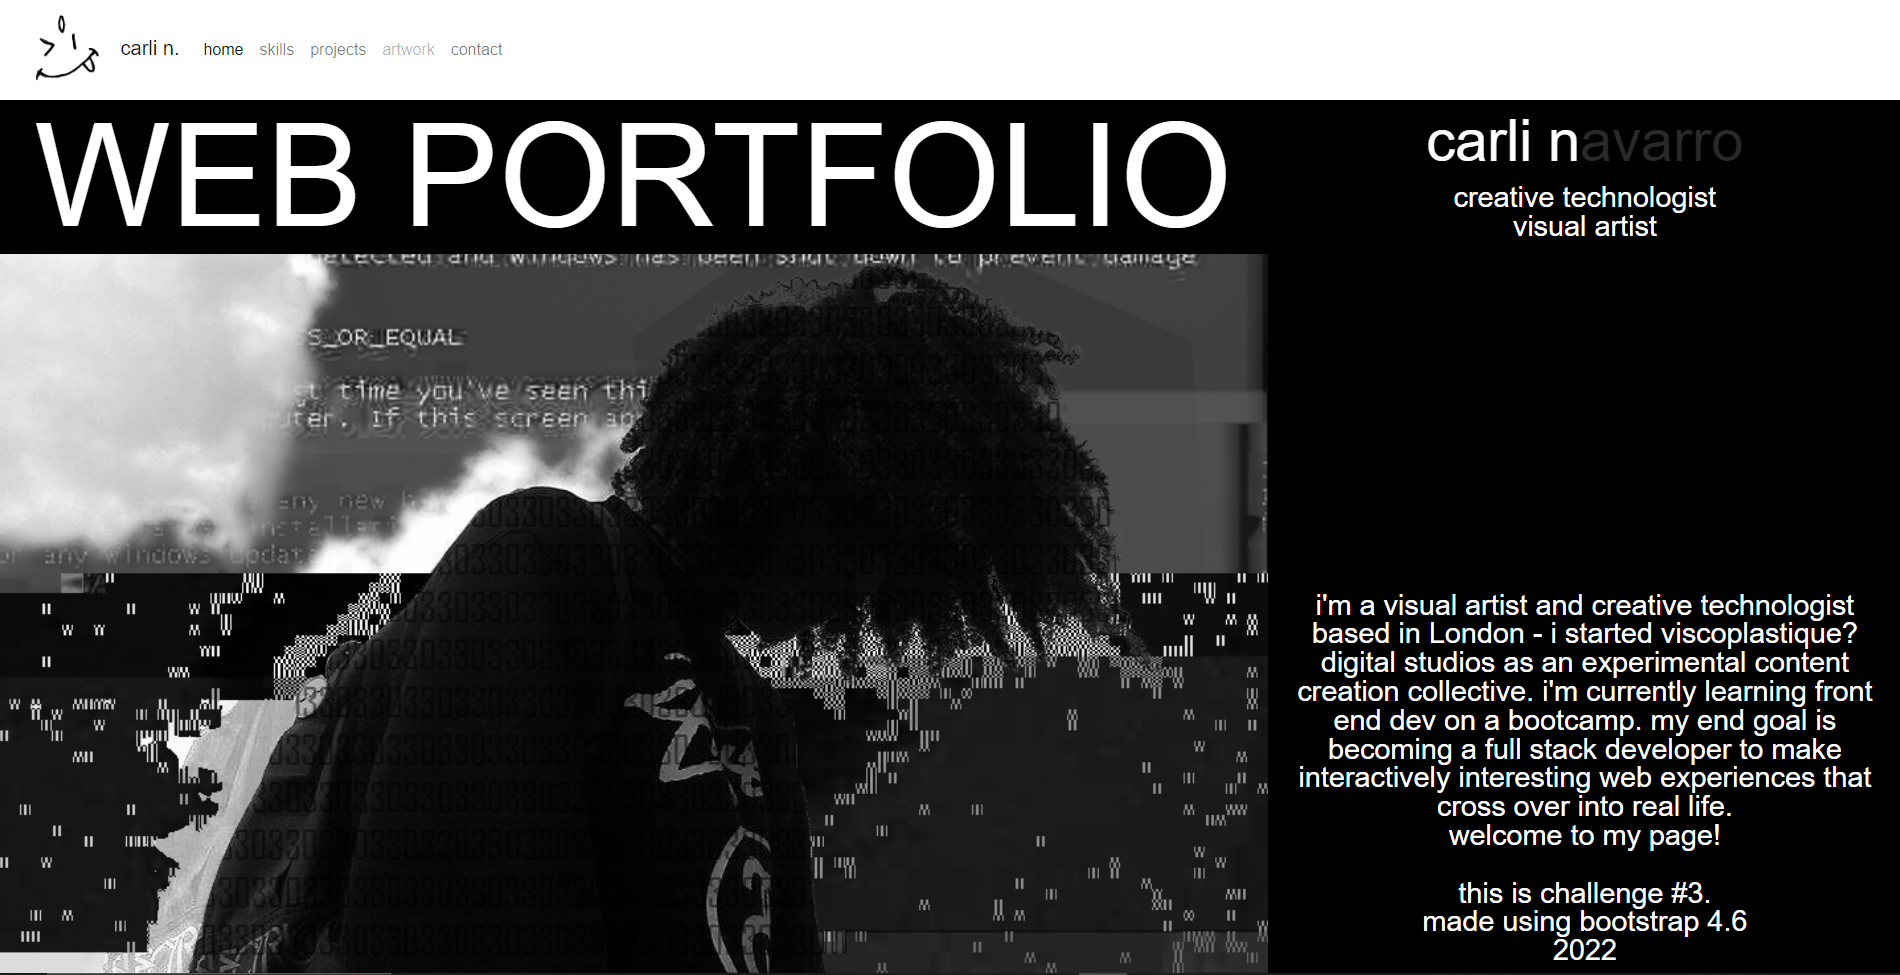 carli n. home skills projects artwork contact
WEB PORTFOLIO
carli navarro
creative technologist
visual artist
detected and windows has been shut down to prevent damage
S_OR_EQUAL
st time you've seen thi
uter. If this screen ap
any new h
installati
or any windows updat
i'm a visual artist and creative technologist
based in London - i started viscoplastique?
digital studios as an experimental content
creation collective. i'm currently learning front
end dev on a bootcamp. my end goal is
becoming a full stack developer to make
interactively interesting web experiences that
cross over into real life.
welcome to my page!
this is challenge #3.
made using bootstrap 4.6
2022